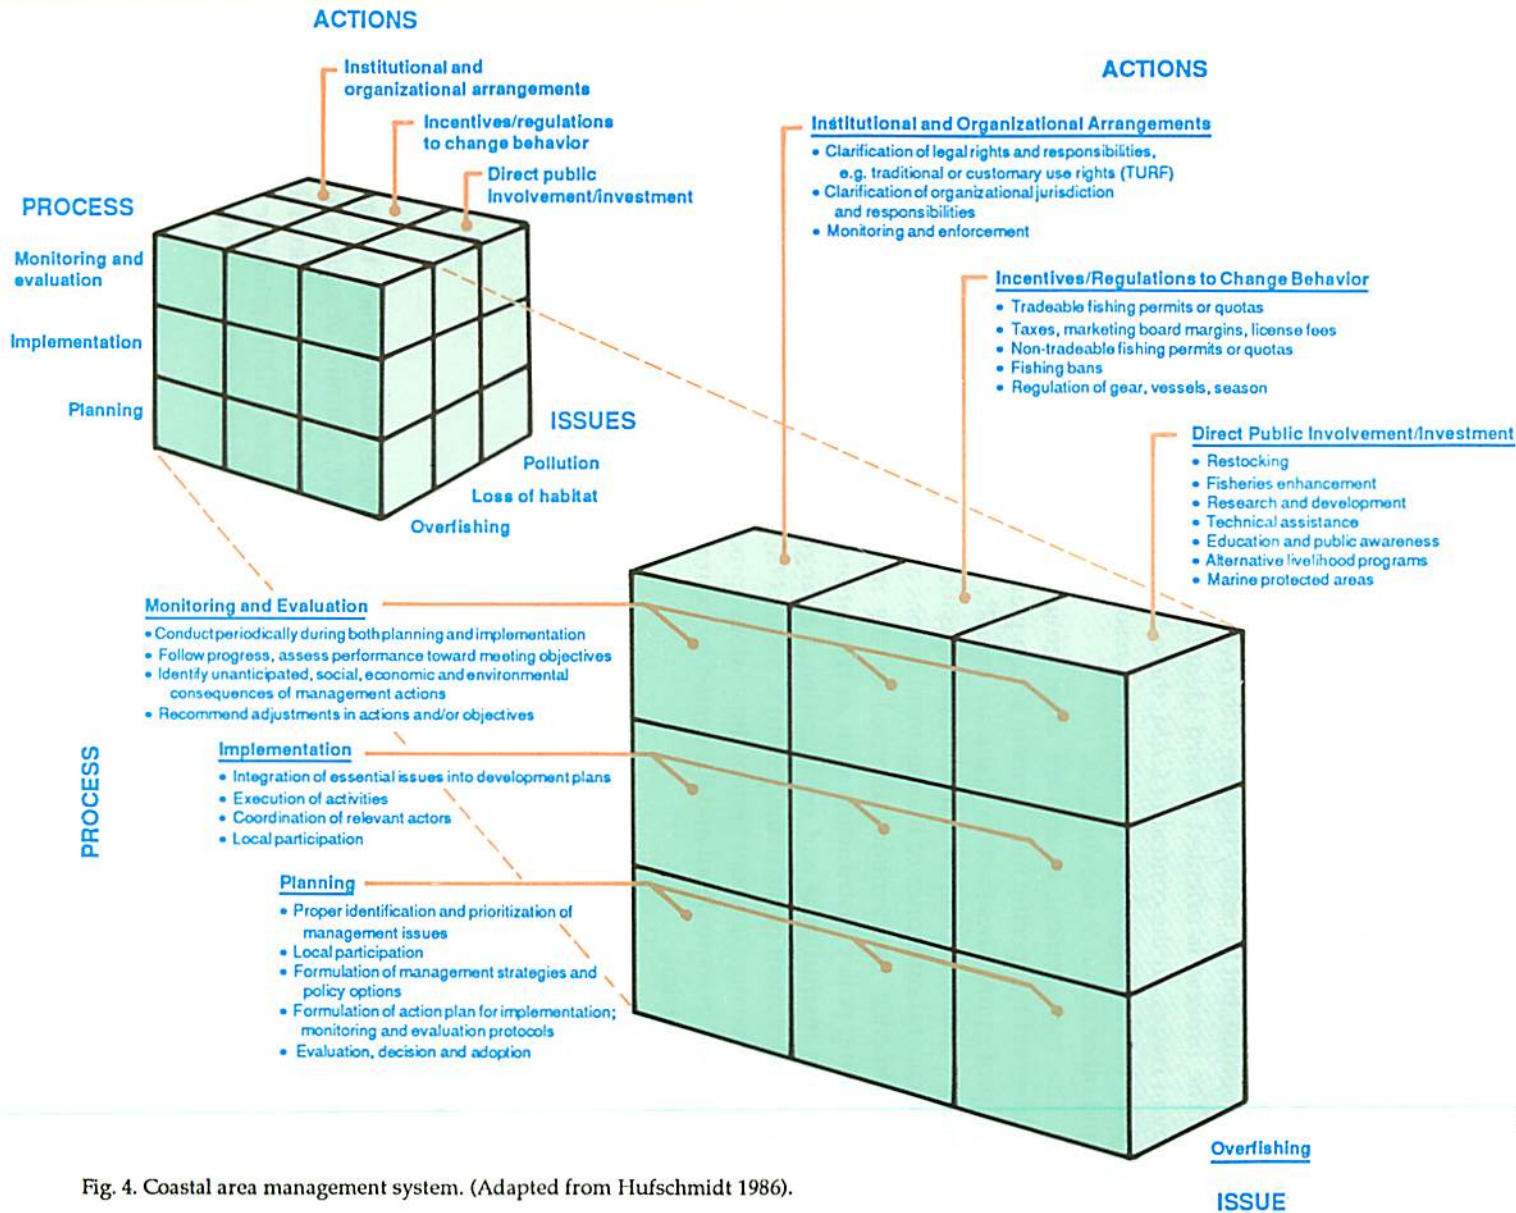 ACTIONS
Institutional and
organizational arrangements
Incentives/regulations
to change behavior
Direct public
Involvement/investment
PROCESS
Monitoring and
evaluation
Implementation
Planning
ISSUES
Pollution
Loss of habitat
Overfishing
ACTIONS
Institutional and Organizational Arrangements
• Clarification of legal rights and responsibilities,
e.g. traditional or customary use rights (TURF)
• Clarification of organizational jurisdiction
and responsibilities
• Monitoring and enforcement
Incentives/Regulations to Change Behavior
• Tradeable fishing permits or quotas
• Taxes, marketing board margins, license fees
• Non-tradeable fishing permits or quotas
• Fishing bans
• Regulation of gear, vessels, season
Direct Public Involvement/Investment
• Restocking
• Fisheries enhancement
• Research and development
• Technical assistance
• Education and public awareness
• Alternative livelihood programs
• Marine protected areas
PROCESS
Monitoring and Evaluation
• Conduct periodically during both planning and implementation
• Follow progress, assess performance toward meeting objectives
• Identify unanticipated, social, economic and environmental
consequences of management actions
• Recommend adjustments in actions and/or objectives
Implementation
• Integration of essential issues into development plans
• Execution of activities
• Coordination of relevant actors
• Local participation
Planning
• Proper identification and prioritization of
management issues
• Local participation
• Formulation of management strategies and
policy options
• Formulation of action plan for implementation;
monitoring and evaluation protocols
• Evaluation, decision and adoption
Overfishing
ISSUE
Fig. 4. Coastal area management system. (Adapted from Hufschmidt 1986).